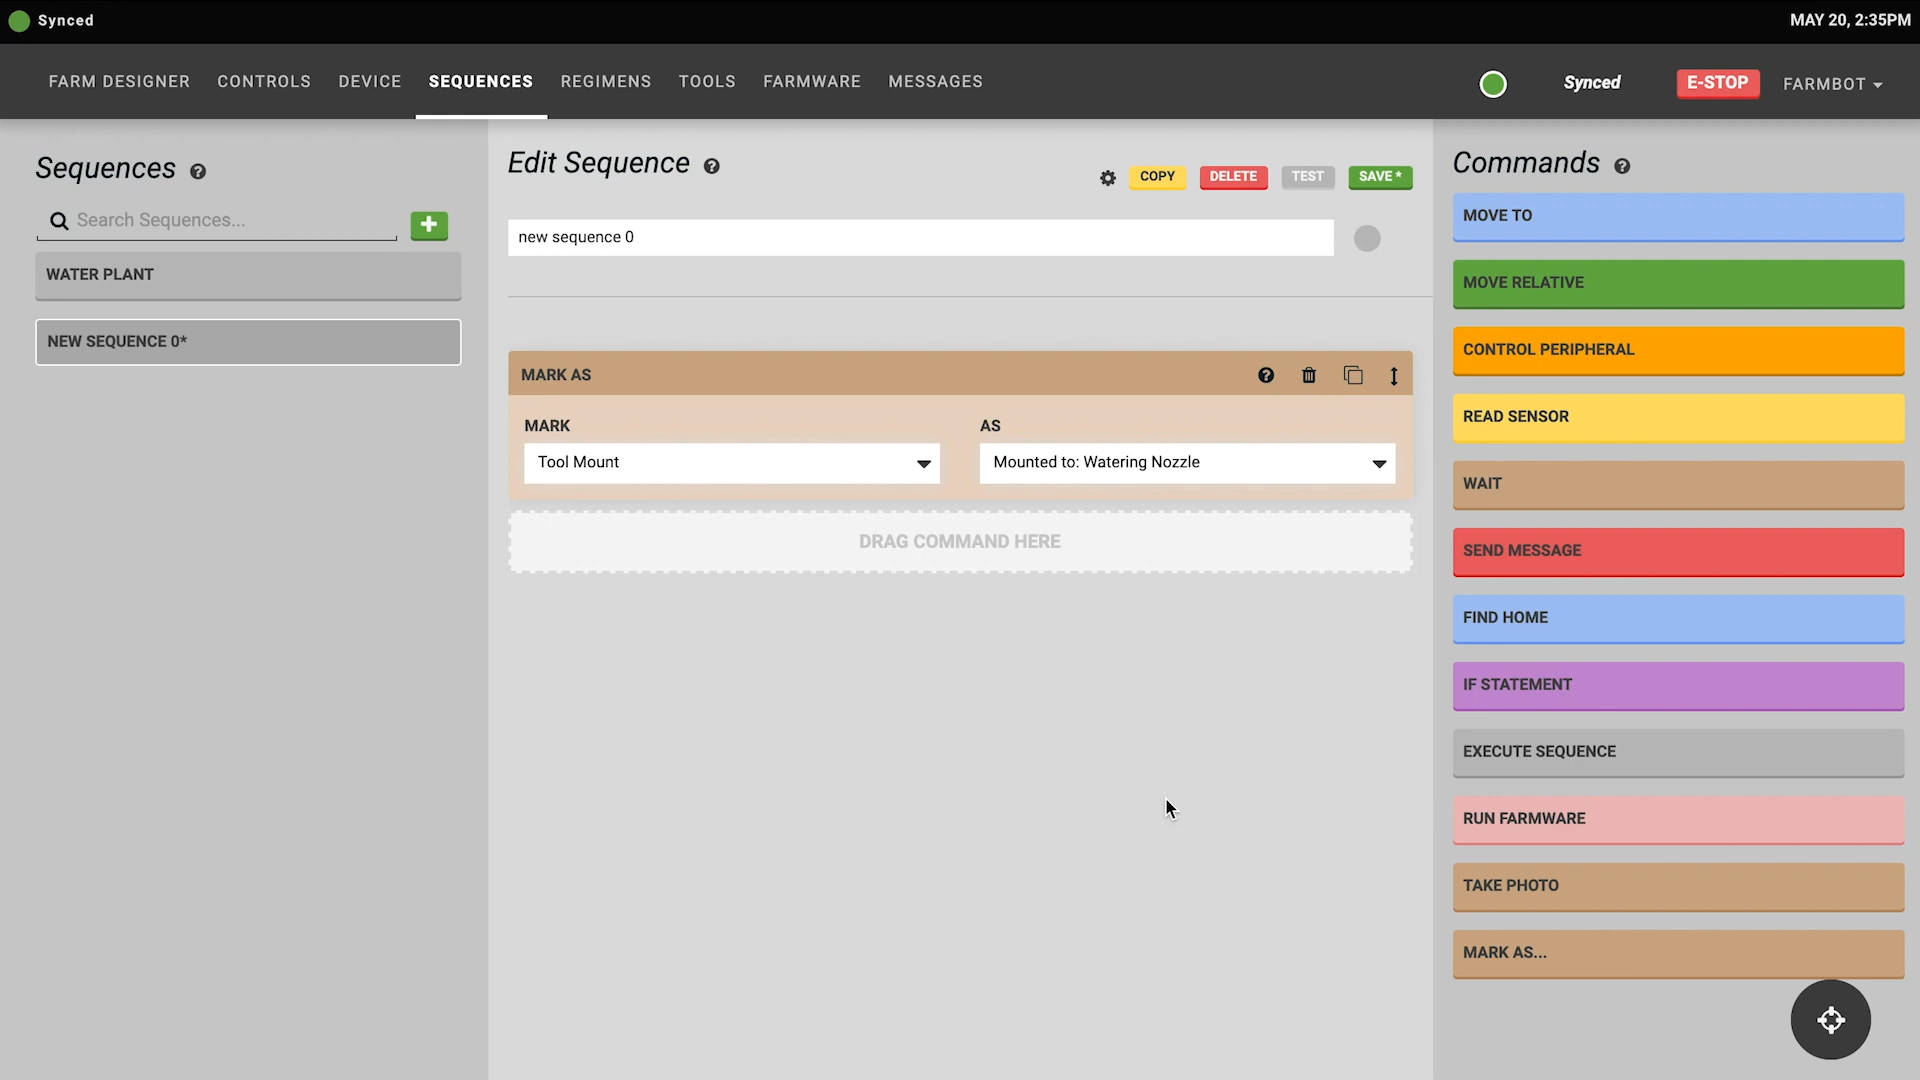 Synced
MAY 20, 2:35PM
FARM DESIGNER CONTROLS DEVICE SEQUENCES REGIMENS TOOLS FARMWARE MESSAGES
Synced
E-STOP
FARMBOT
Sequences
Search Sequences...
WATER PLANT
NEW SEQUENCE 0*
Edit Sequence
COPY
DELETE
TEST
SAVE *
new sequence 0
MARK AS
MARK
AS
Tool Mount
Mounted to: Watering Nozzle
DRAG COMMAND HERE
Commands
MOVE TO
MOVE RELATIVE
CONTROL PERIPHERAL
READ SENSOR
WAIT
SEND MESSAGE
FIND HOME
IF STATEMENT
EXECUTE SEQUENCE
RUN FARMWARE
TAKE PHOTO
MARK AS...